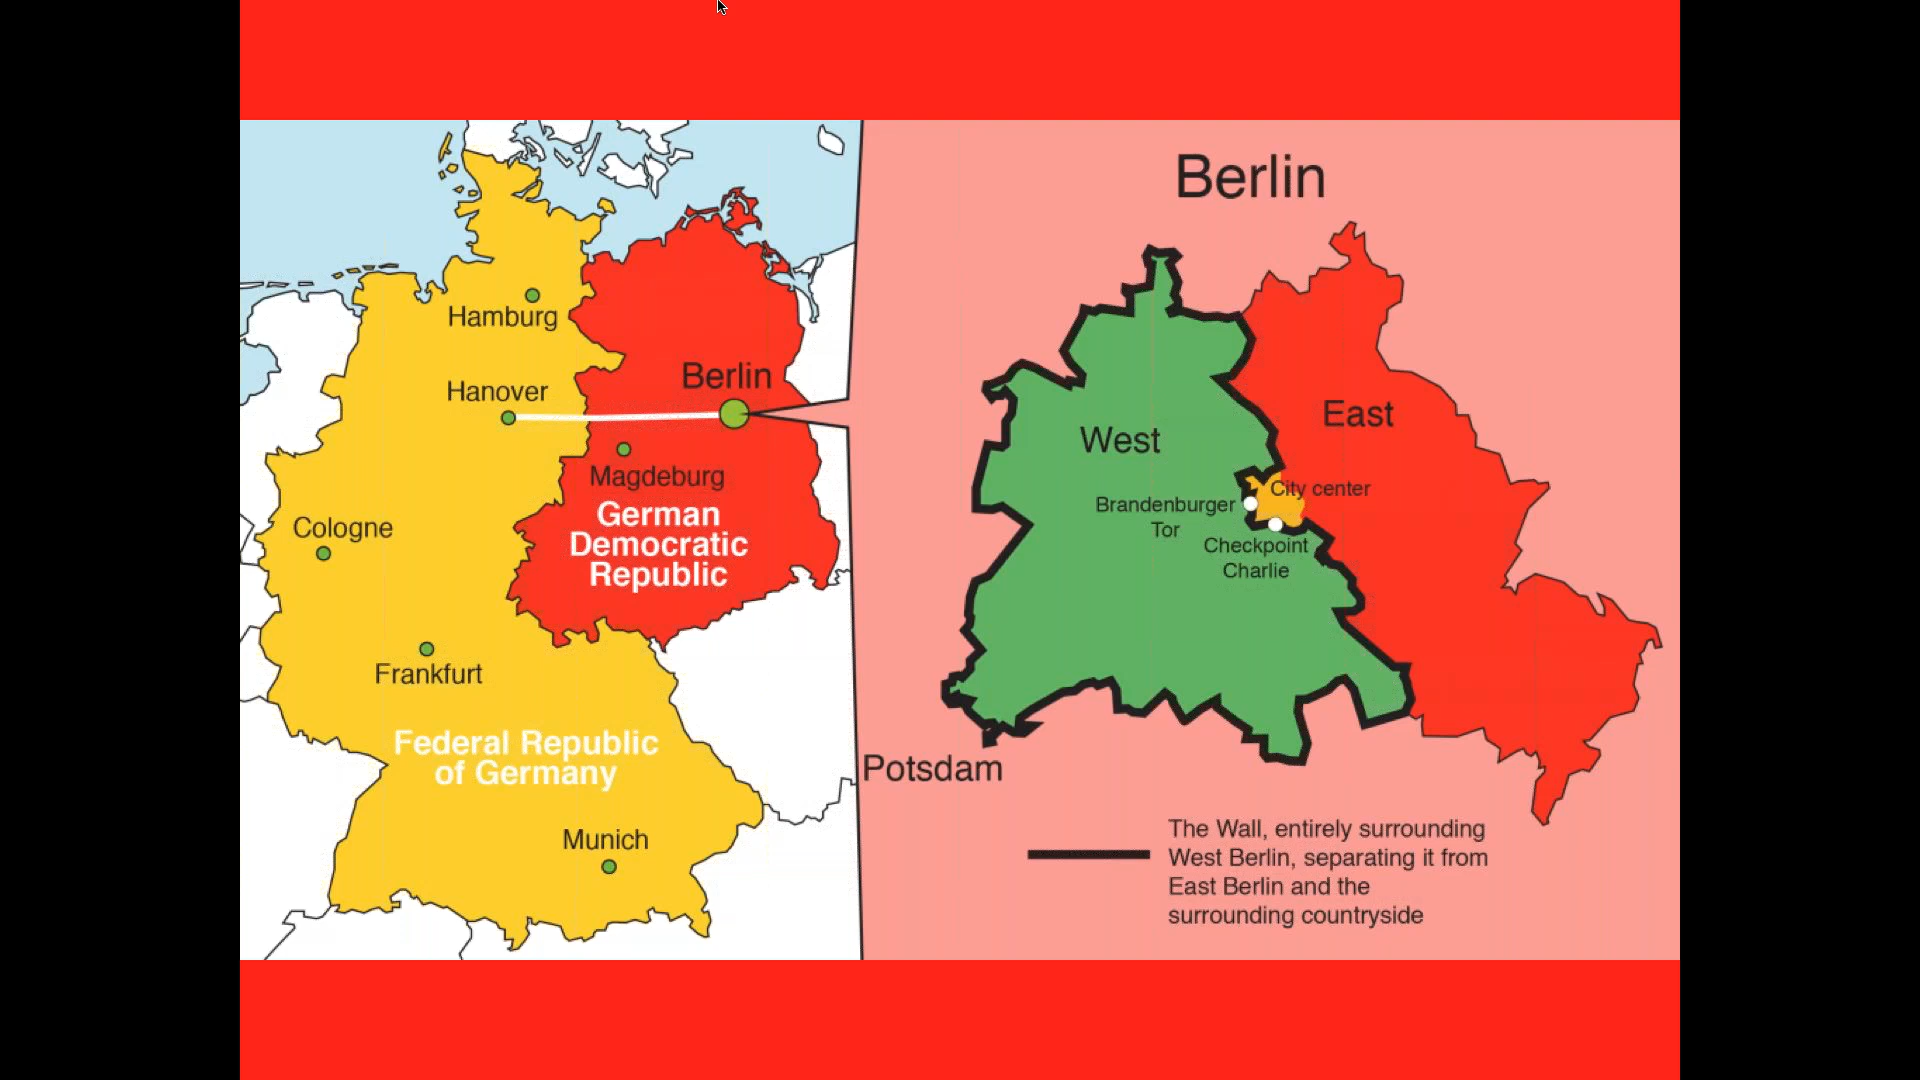 Hamburg
Hanover
Berlin
Magdeburg
German
Democratic
Republic
Cologne
Frankfurt
Federal Republic
of Germany
Munich
Berlin
West
East
City center
Brandenburger
Tor
Checkpoint
Charlie
Potsdam
The Wall, entirely surrounding
West Berlin, separating it from
East Berlin and the
surrounding countryside